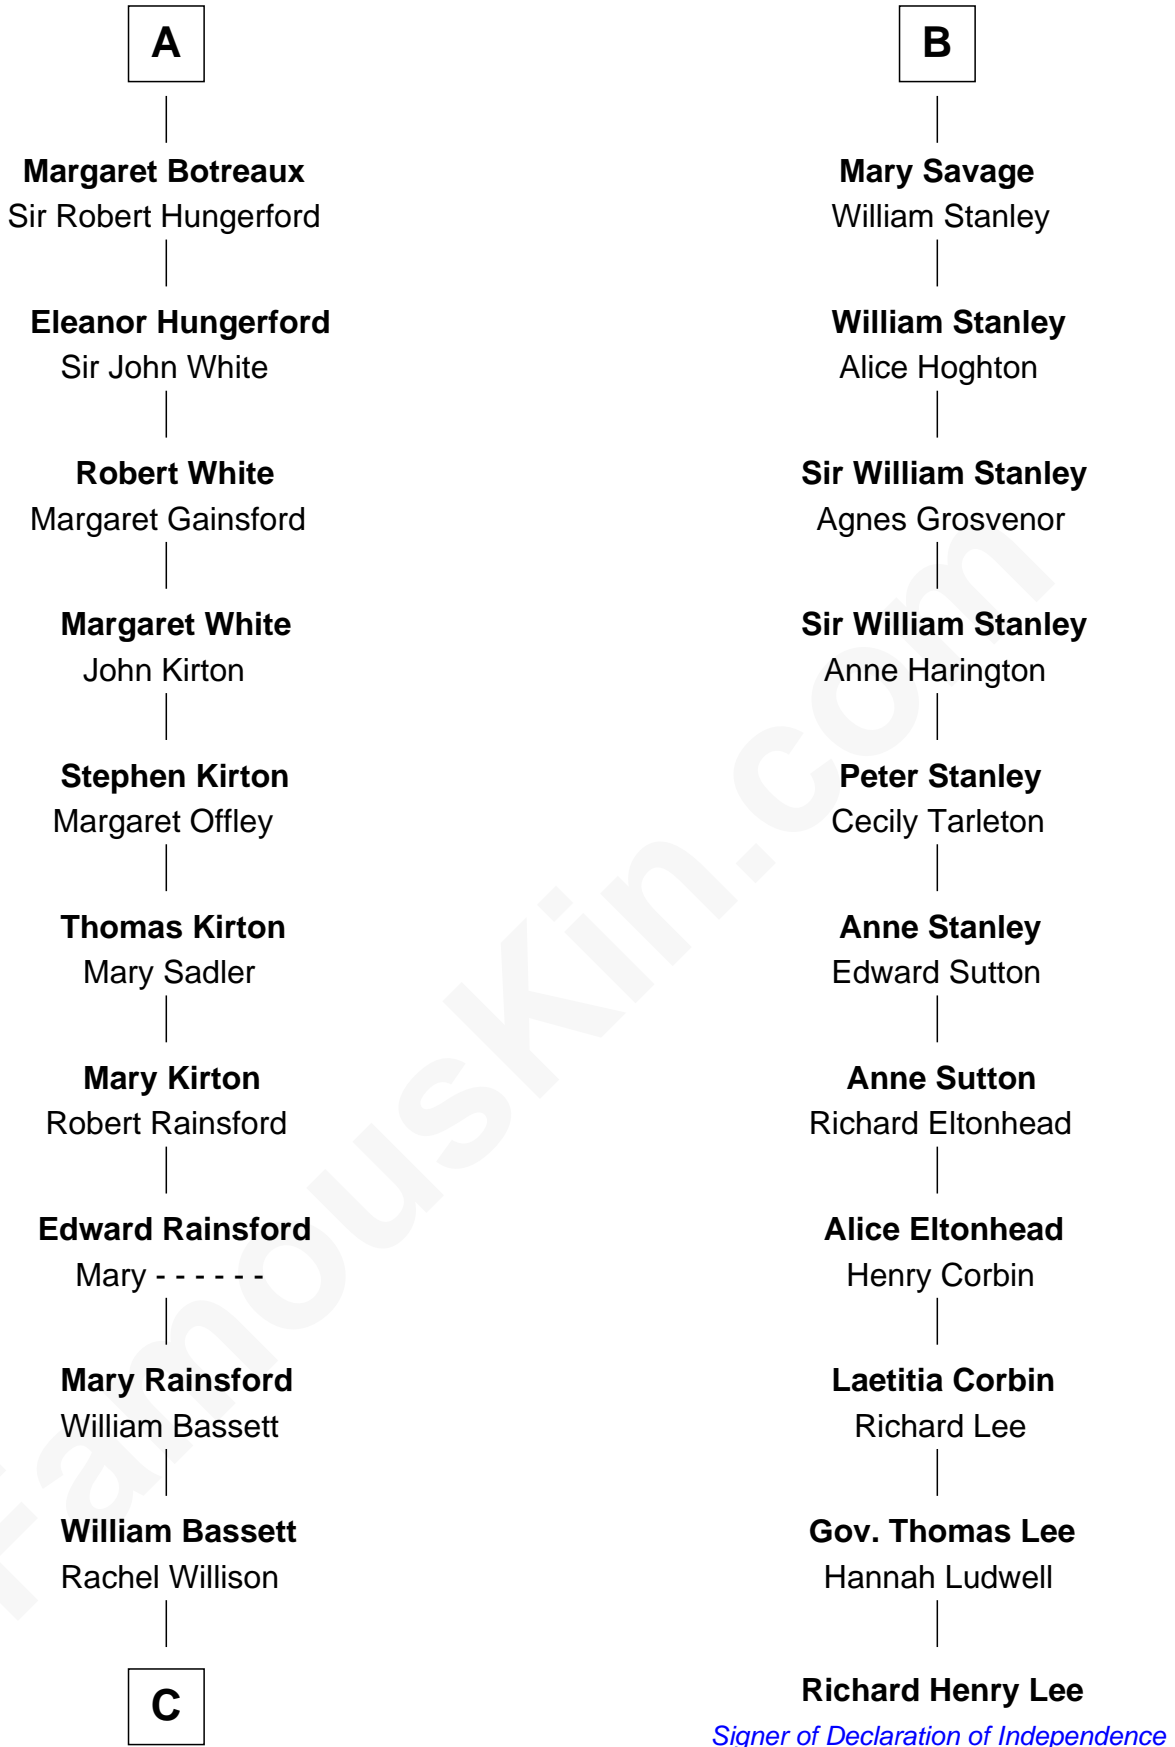 A
Margaret Botreaux
Sir Robert Hungerford
Eleanor Hungerford
Sir John White
Robert White
Margaret Gainsford
Margaret White
John Kirton
Stephen Kirton
Margaret Offley
Thomas Kirton
Mary Sadler
Mary Kirton
Robert Rainsford
Edward Rainsford
Mary - - - - - -
Mary Rainsford
William Bassett
William Bassett
Rachel Willison
C
B
Mary Savage
William Stanley
William Stanley
Alice Hoghton
Sir William Stanley
Agnes Grosvenor
Sir William Stanley
Anne Harington
Peter Stanley
Cecily Tarleton
Anne Stanley
Edward Sutton
Anne Sutton
Richard Eltonhead
Alice Eltonhead
Henry Corbin
Laetitia Corbin
Richard Lee
Gov. Thomas Lee
Hannah Ludwell
Richard Henry Lee
Signer of Declaration of Independence
FamousKin.com